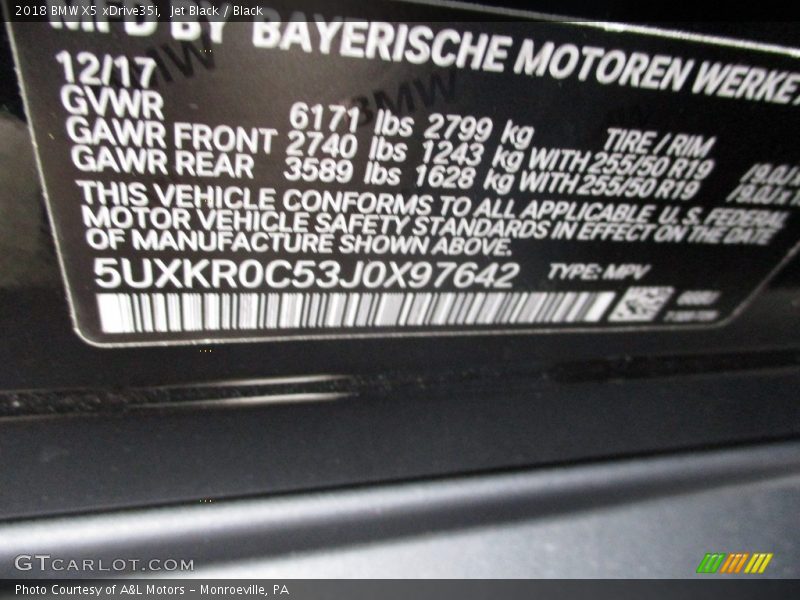 2018 BMW X5 xDrive35i, Jet Black / Black
MFD BY BAYERISCHE MOTOREN WERKE
12/17
GVWR 6171 lbs 2799 kg TIRE / RIM
GAWR FRONT 2740 lbs 1243 kg WITH 255/50 R19
GAWR REAR 3589 lbs 1628 kg WITH 255/50 R19
THIS VEHICLE CONFORMS TO ALL APPLICABLE U.S. FEDERAL
MOTOR VEHICLE SAFETY STANDARDS IN EFFECT ON THE DATE
OF MANUFACTURE SHOWN ABOVE.
5UXKR0C53J0X97642 TYPE: MPV
GTCARLOT.COM
Photo Courtesy of A&L Motors - Monroeville, PA